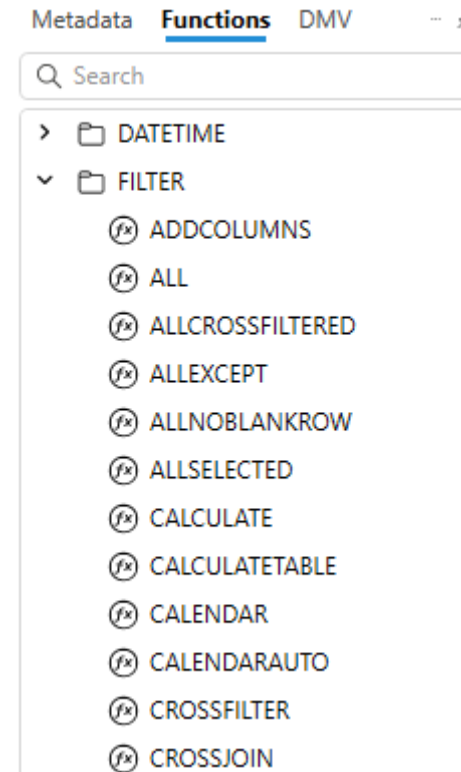 Metadata Functions DMV
Search
DATETIME
FILTER
ADDCOLUMNS
ALL
ALLCROSSFILTERED
ALLEXCEPT
ALLNOBLANKROW
ALLSELECTED
CALCULATE
CALCULATETABLE
CALENDAR
CALENDARAUTO
CROSSFILTER
CROSSJOIN